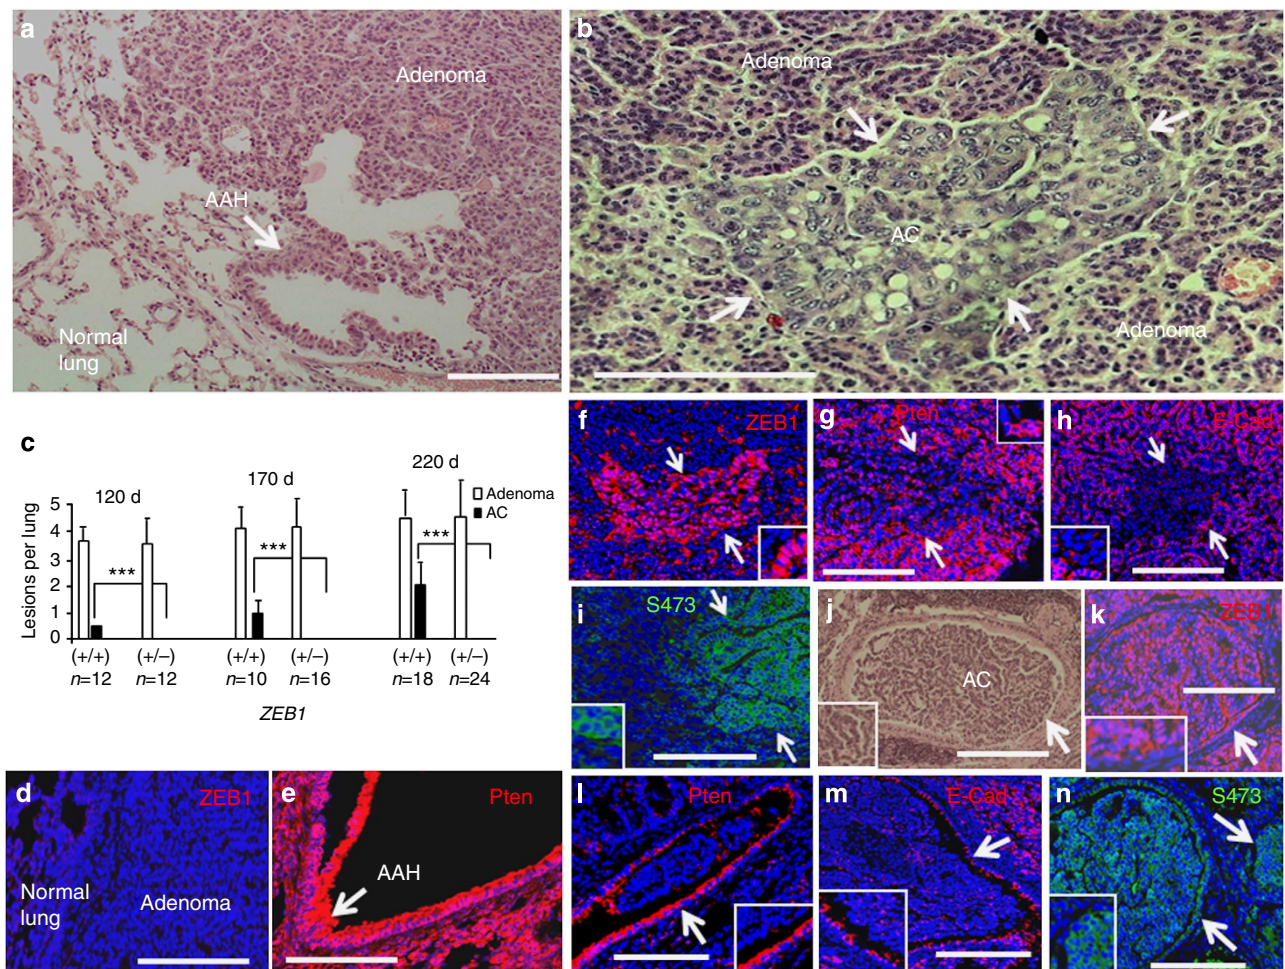 a
Adenoma
AAH
Normal
lung
b
Adenoma
AC
Adenoma
c
120 d
170 d
220 d
Adenoma
AC
Lesions per lung
5
4
3
2
1
0
***
***
***
(+/+)
(+/–)
(+/+)
(+/–)
(+/+)
(+/–)
n=12
n=12
n=10
n=16
n=18
n=24
ZEB1
d
ZEB1
Normal
lung
Adenoma
e
Pten
AAH
f
ZEB1
g
Pten
h
E-Cad
i
S473
j
AC
k
ZEB1
l
Pten
m
E-Cad
n
S473